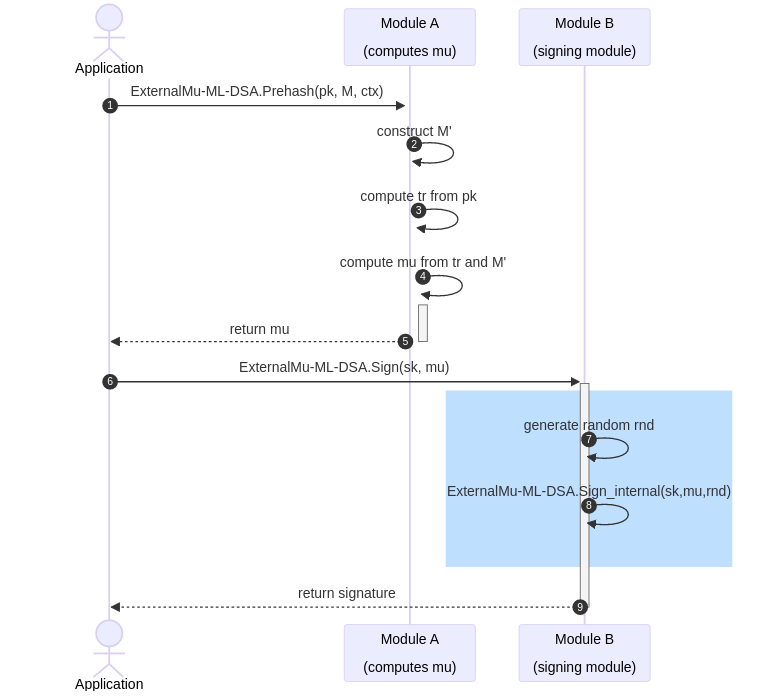 Application
Module A
(computes mu)
Module B
(signing module)
ExternalMu-ML-DSA.Prehash(pk, M, ctx)
1
construct M'
2
compute tr from pk
3
compute mu from tr and M'
4
return mu
5
ExternalMu-ML-DSA.Sign(sk, mu)
6
generate random rnd
7
ExternalMu-ML-DSA.Sign_internal(sk,mu,rnd)
8
return signature
9
Application
Module A
(computes mu)
Module B
(signing module)